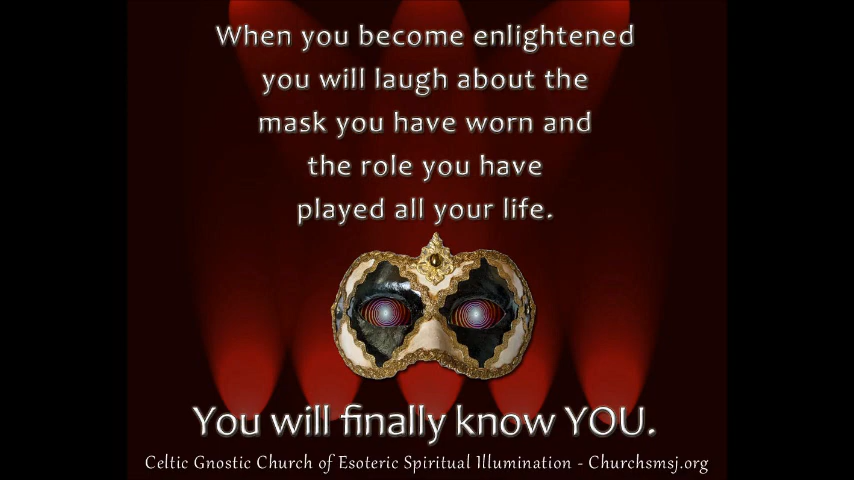 When you become enlightened
you will laugh about the
mask you have worn and
the role you have
played all your life.
You will finally know YOU.
Celtic Gnostic Church of Esoteric Spiritual Illumination - Churchsmsj.org